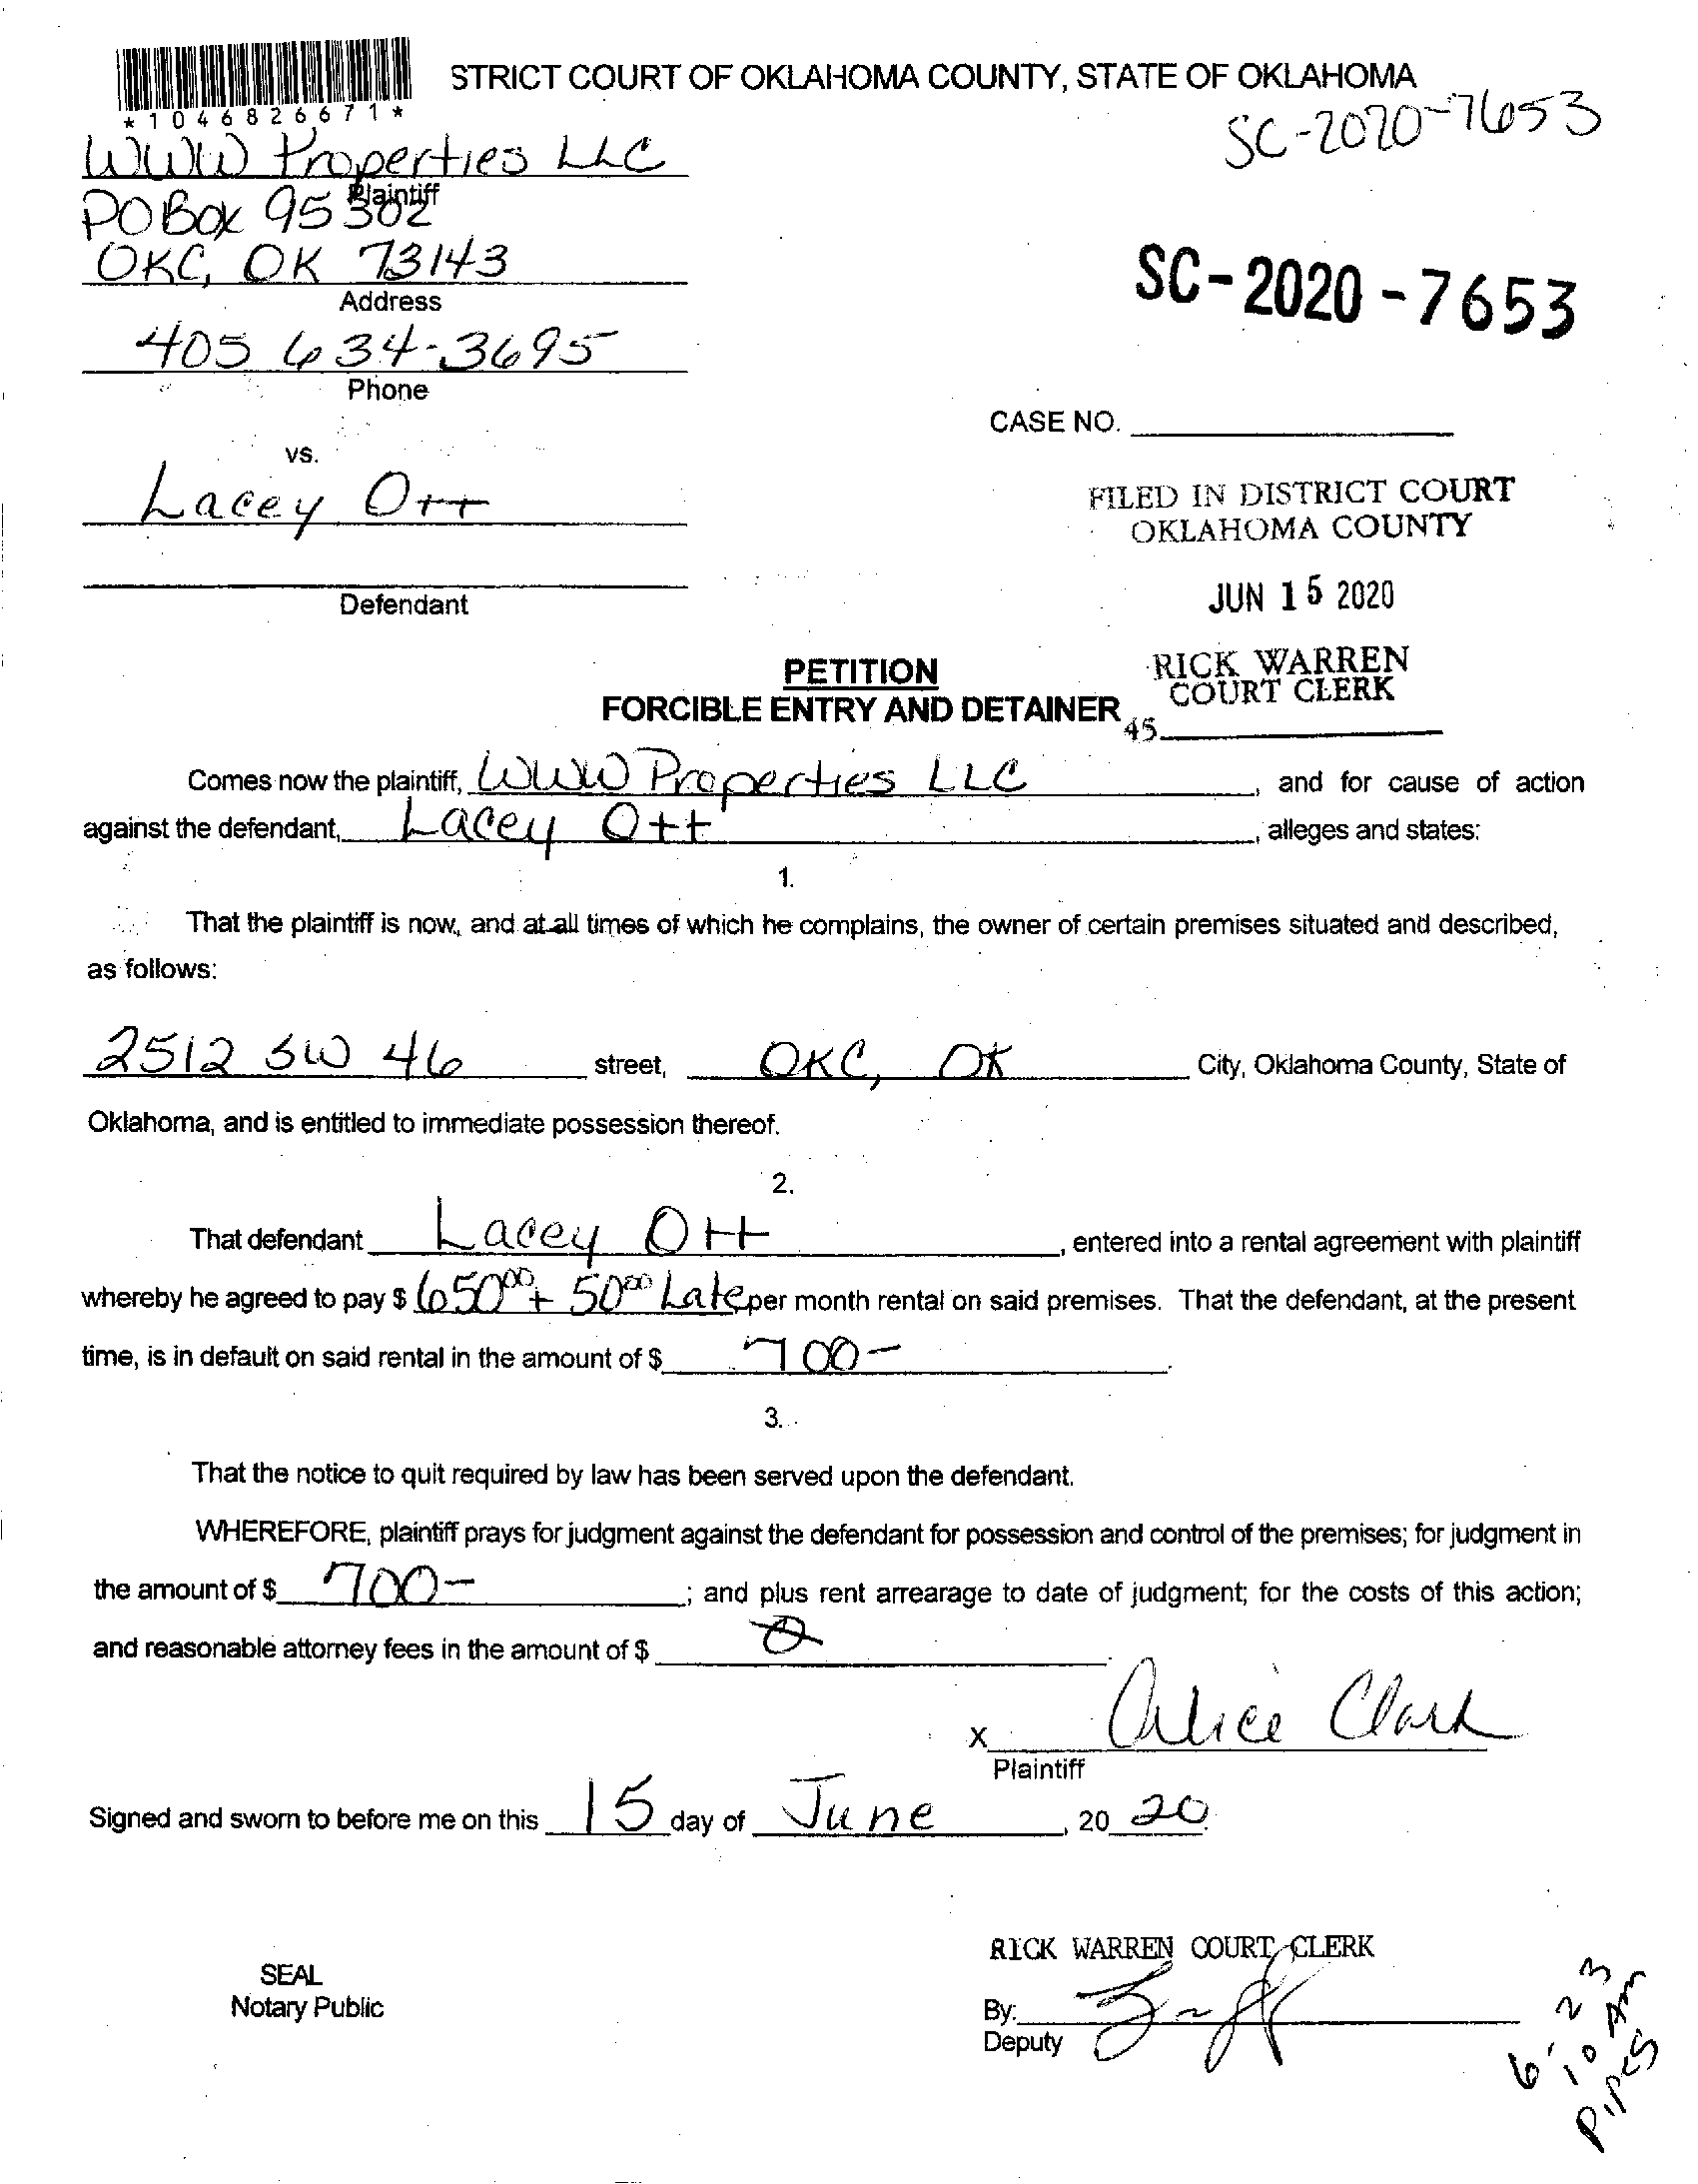 STRICT COURT OF OKLAHOMA COUNTY, STATE OF OKLAHOMA
*1046826671*
SC-2020-7653
WWW Properties LLC
Plaintiff
PO Box 95302
OKC, OK 73143
Address
SC-2020-7653
405 634-3695
Phone
CASE NO.
vs.
Lacey Ott
FILED IN DISTRICT COURT
OKLAHOMA COUNTY
Defendant
JUN 15 2020
PETITION
FORCIBLE ENTRY AND DETAINER
RICK WARREN
COURT CLERK
45
Comes now the plaintiff, WWW Properties LLC, and for cause of action
against the defendant, Lacey Ott, alleges and states:
1.
That the plaintiff is now, and at all times of which he complains, the owner of certain premises situated and described,
as follows:
2512 SW 46 street, OKC, OK City, Oklahoma County, State of
Oklahoma, and is entitled to immediate possession thereof.
2.
That defendant Lacey Ott, entered into a rental agreement with plaintiff
whereby he agreed to pay $ 65000 + 5000 Late per month rental on said premises. That the defendant, at the present
time, is in default on said rental in the amount of $ 700-.
3.
That the notice to quit required by law has been served upon the defendant.
WHEREFORE, plaintiff prays for judgment against the defendant for possession and control of the premises; for judgment in
the amount of $ 700-; and plus rent arrearage to date of judgment; for the costs of this action;
and reasonable attorney fees in the amount of $ 0.
x Alice Clark
Plaintiff
Signed and sworn to before me on this 15 day of June, 20 20.
RICK WARREN COURT CLERK
SEAL
Notary Public
By:
Deputy
6-23
10 Am